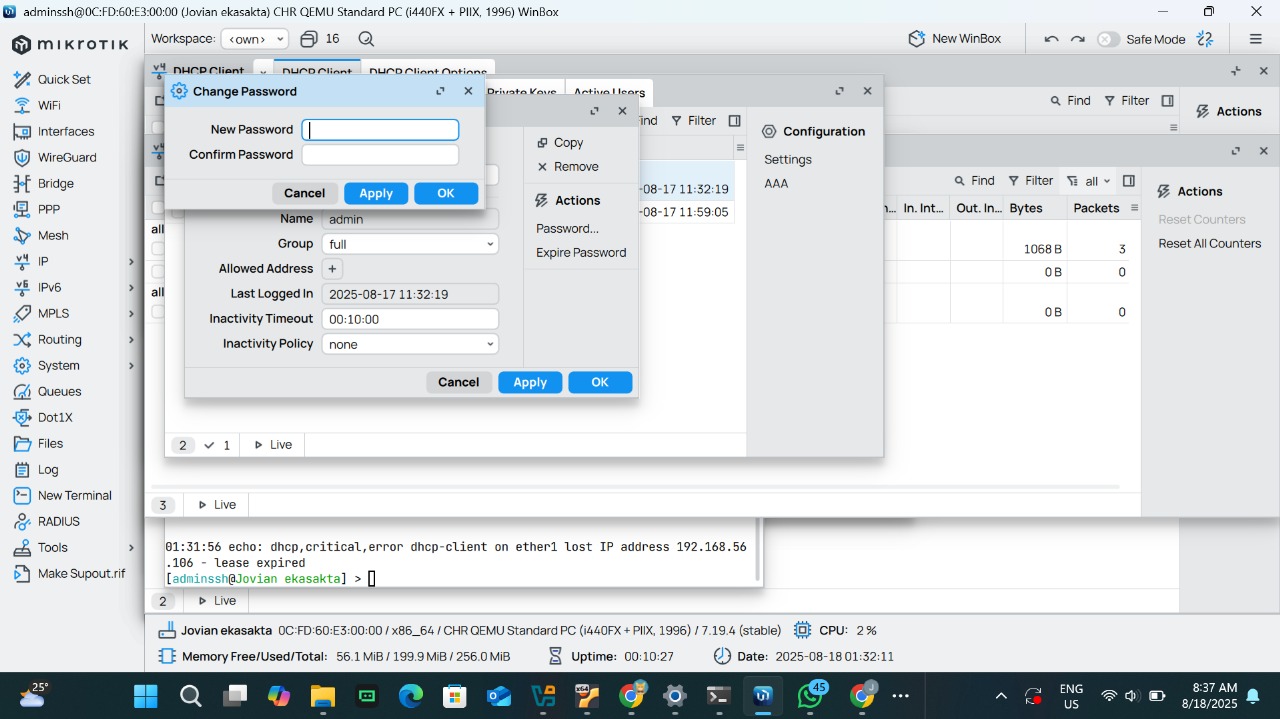 adminssh@0C:FD:60:E3:00:00 (Jovian ekasakta) CHR QEMU Standard PC (i440FX + PIIX, 1996) WinBox
MikroTik
Workspace: <own> 16 New WinBox Safe Mode
Quick Set
WiFi
Interfaces
WireGuard
Bridge
PPP
Mesh
IP
IPv6
MPLS
Routing
System
Queues
Dot1X
Files
Log
New Terminal
RADIUS
Tools
Make Supout.rif
v4 DHCP Client DHCP Client DHCP Client Options
Find Filter
Actions
Private Keys Active Users
Find Filter
-08-17 11:32:19
-08-17 11:59:05
Configuration
Settings
AAA
Change Password
New Password
Confirm Password
Cancel Apply OK
Name admin
Group full
Allowed Address +
Last Logged In 2025-08-17 11:32:19
Inactivity Timeout 00:10:00
Inactivity Policy none
Copy
Remove
Actions
Password...
Expire Password
Cancel Apply OK
2 1 Live
Find Filter all
In. Int... Out. In... Bytes Packets
all
1068 B 3
0 B 0
all
0 B 0
Actions
Reset Counters
Reset All Counters
3 Live
01:31:56 echo: dhcp,critical,error dhcp-client on ether1 lost IP address 192.168.56
.106 - lease expired
[adminssh@Jovian ekasakta] >
2 Live
Jovian ekasakta 0C:FD:60:E3:00:00 / x86_64 / CHR QEMU Standard PC (i440FX + PIIX, 1996) / 7.19.4 (stable) CPU: 2 %
Memory Free/Used/Total: 56.1 MiB / 199.9 MiB / 256.0 MiB Uptime: 00:10:27 Date: 2025-08-18 01:32:11
25°
45
ENG
US
8:37 AM
8/18/2025